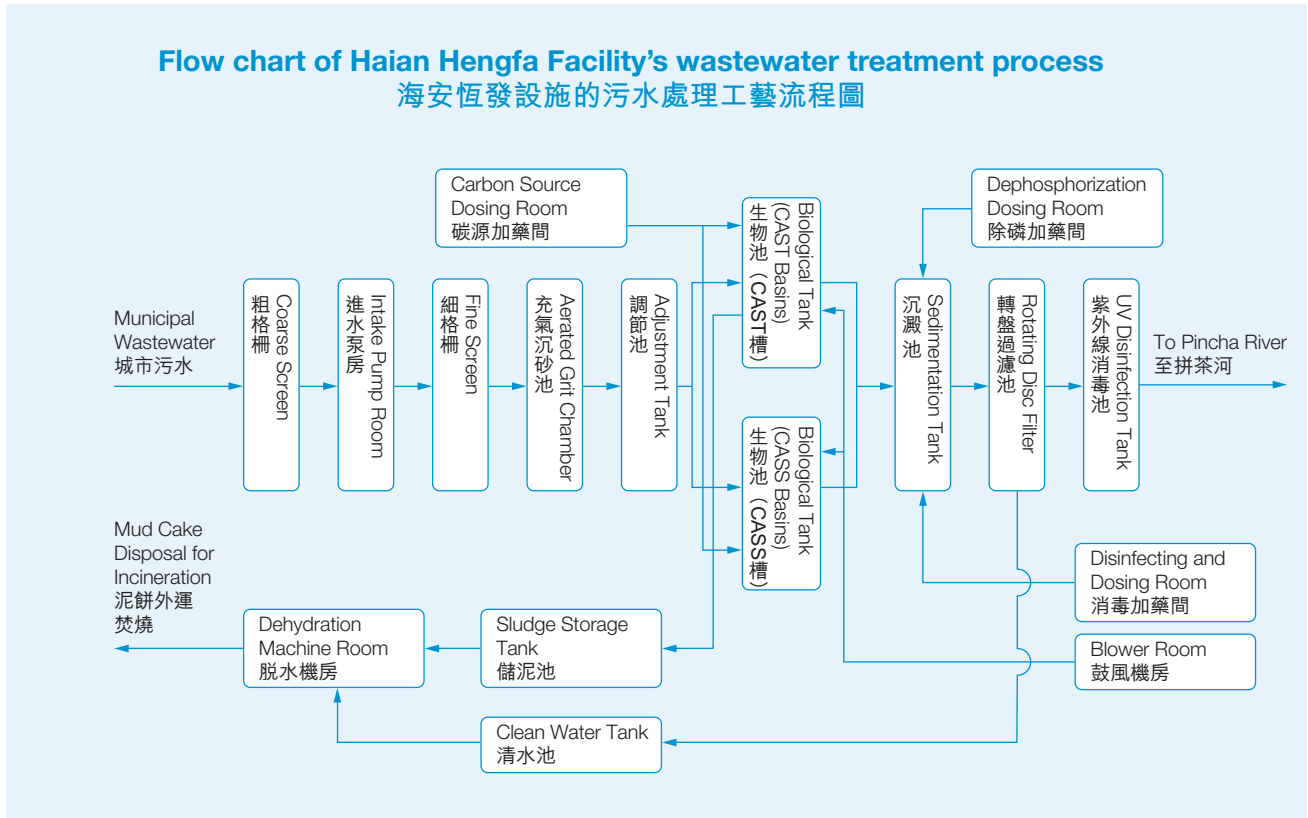 Flow chart of Haian Hengfa Facility's wastewater treatment process
海安恆發設施的污水處理工藝流程圖
Carbon Source
Dosing Room
碳源加藥間
Biological Tank
(CAST Basins)
生物池（CAST槽）
Dephosphorization
Dosing Room
除磷加藥間
Municipal
Wastewater
城市污水
Coarse Screen
粗格柵
Intake Pump Room
進水泵房
Fine Screen
細格柵
Aerated Grit Chamber
充氣沉砂池
Adjustment Tank
調節池
Sedimentation Tank
沉澱池
Rotating Disc Filter
轉盤過濾池
UV Disinfection Tank
紫外線消毒池
To Pincha River
至拼茶河
Biological Tank
(CASS Basins)
生物池（CASS槽）
Mud Cake
Disposal for
Incineration
泥餅外運
焚燒
Dehydration
Machine Room
脱水機房
Sludge Storage
Tank
儲泥池
Disinfecting and
Dosing Room
消毒加藥間
Blower Room
鼓風機房
Clean Water Tank
清水池